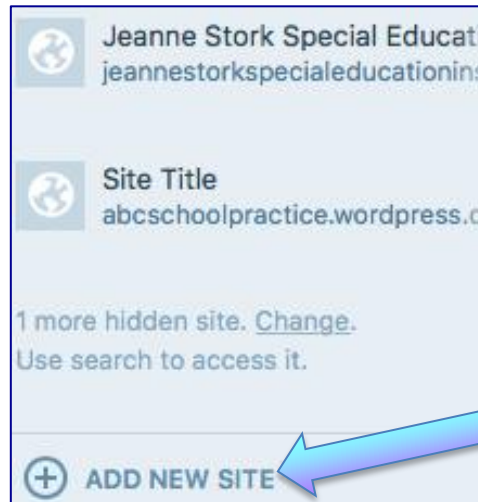 Jeanne Stork Special Educat
jeannestorkspecialeducationin
Site Title
abcschoolpractice.wordpress.
1 more hidden site. Change.
Use search to access it.
ADD NEW SITE